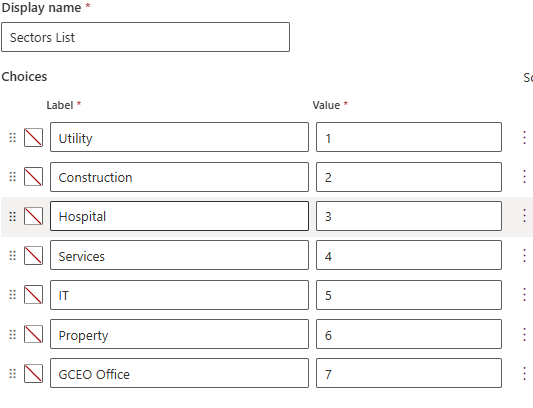 Display name *
Sectors List
Choices
Label * Value *
Utility 1
Construction 2
Hospital 3
Services 4
IT 5
Property 6
GCEO Office 7